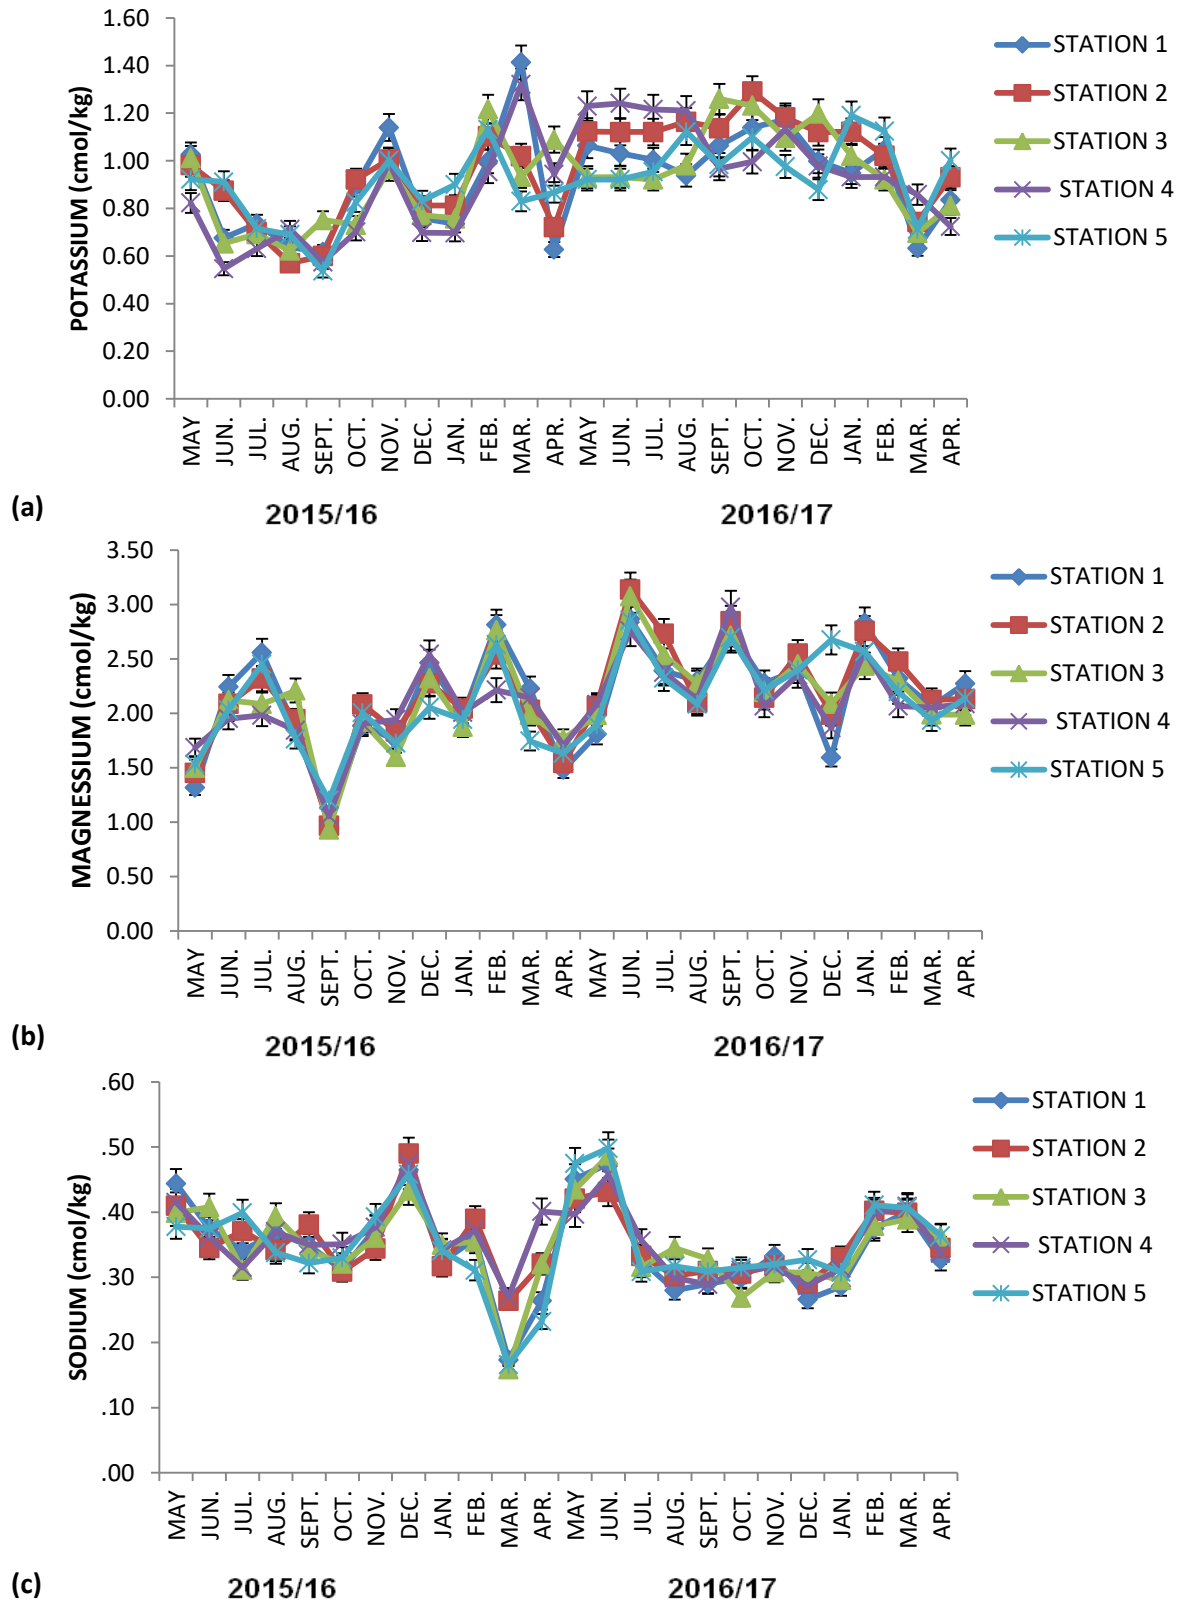 1.60
1.40
1.20
1.00
0.80
0.60
0.40
0.20
0.00
POTASSIUM (cmol/kg)
MAY JUN. JUL. AUG. SEPT. OCT. NOV. DEC. JAN. FEB. MAR. APR. MAY JUN. JUL. AUG. SEPT. OCT. NOV. DEC. JAN. FEB. MAR. APR.
STATION 1
STATION 2
STATION 3
STATION 4
STATION 5
(a)
2015/16 2016/17
3.50
3.00
2.50
2.00
1.50
1.00
0.50
0.00
MAGNESSIUM (cmol/kg)
MAY JUN. JUL. AUG. SEPT. OCT. NOV. DEC. JAN. FEB. MAR. APR. MAY JUN. JUL. AUG. SEPT. OCT. NOV. DEC. JAN. FEB. MAR. APR.
STATION 1
STATION 2
STATION 3
STATION 4
STATION 5
(b)
2015/16 2016/17
.60
.50
.40
.30
.20
.10
.00
SODIUM (cmol/kg)
MAY JUN. JUL. AUG. SEPT. OCT. NOV. DEC. JAN. FEB. MAR. APR. MAY JUN. JUL. AUG. SEPT. OCT. NOV. DEC. JAN. FEB. MAR. APR.
STATION 1
STATION 2
STATION 3
STATION 4
STATION 5
(c)
2015/16 2016/17